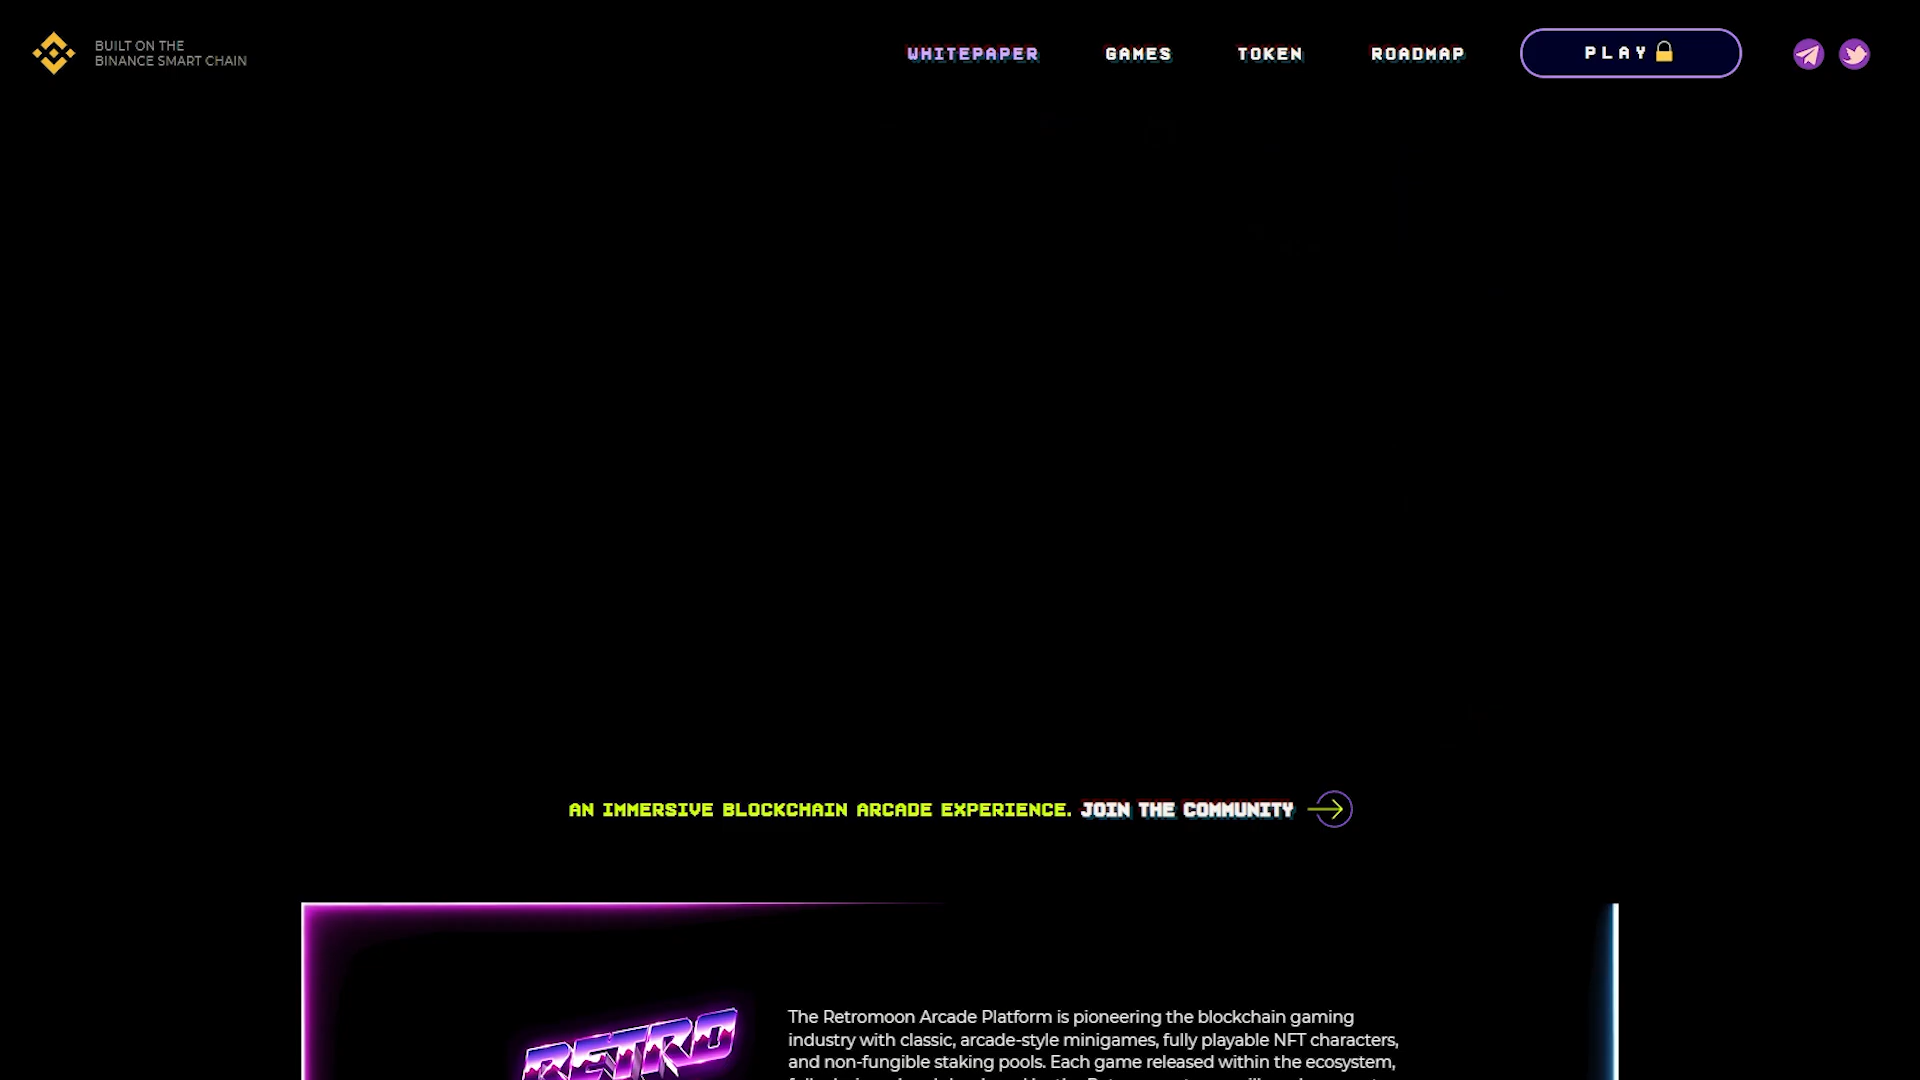 BUILT ON THE
BINANCE SMART CHAIN
WHITEPAPER
GAMES
TOKEN
ROADMAP
PLAY
AN IMMERSIVE BLOCKCHAIN ARCADE EXPERIENCE. JOIN THE COMMUNITY
RETRO
The Retromoon Arcade Platform is pioneering the blockchain gaming
industry with classic, arcade-style minigames, fully playable NFT characters,
and non-fungible staking pools. Each game released within the ecosystem,